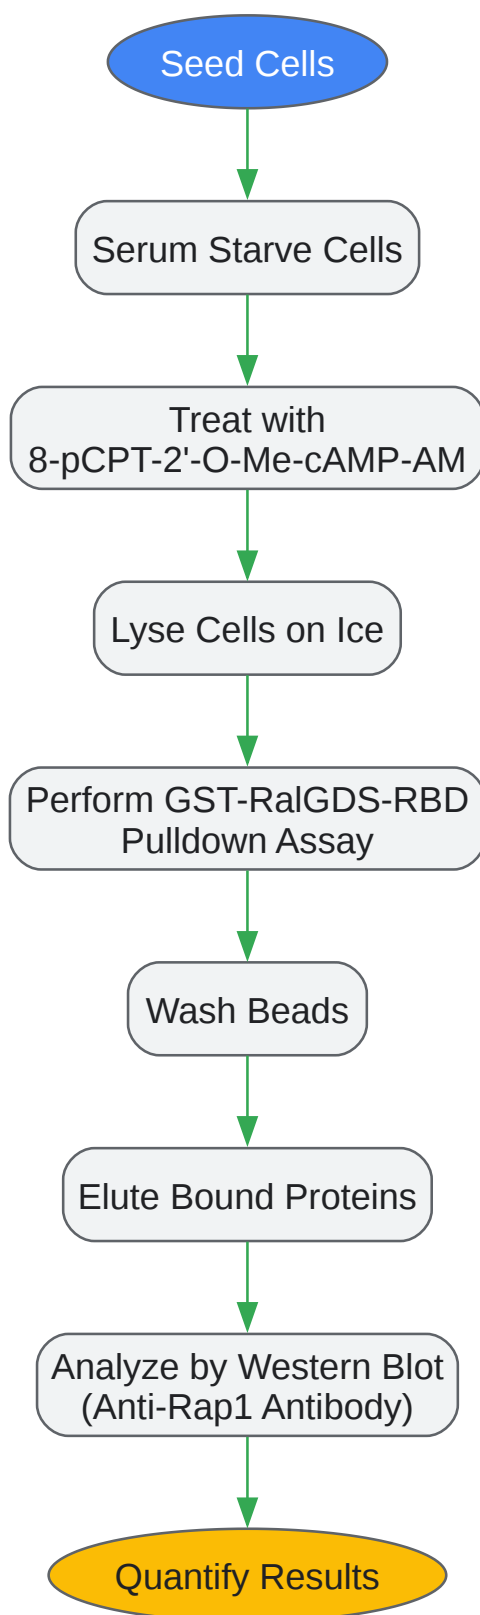 Seed Cells
Serum Starve Cells
Treat with
8-pCPT-2'-O-Me-cAMP-AM
Lyse Cells on Ice
Perform GST-RalGDS-RBD
Pulldown Assay
Wash Beads
Elute Bound Proteins
Analyze by Western Blot
(Anti-Rap1 Antibody)
Quantify Results